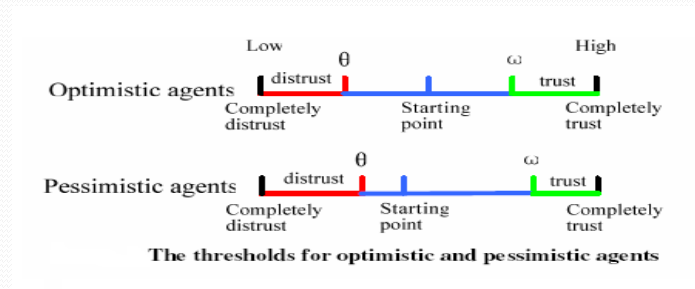 Low High
θ ω
distrust trust
Optimistic agents
Completely distrust Starting point Completely trust
θ ω
distrust trust
Pessimistic agents
Completely distrust Starting point Completely trust
The thresholds for optimistic and pessimistic agents